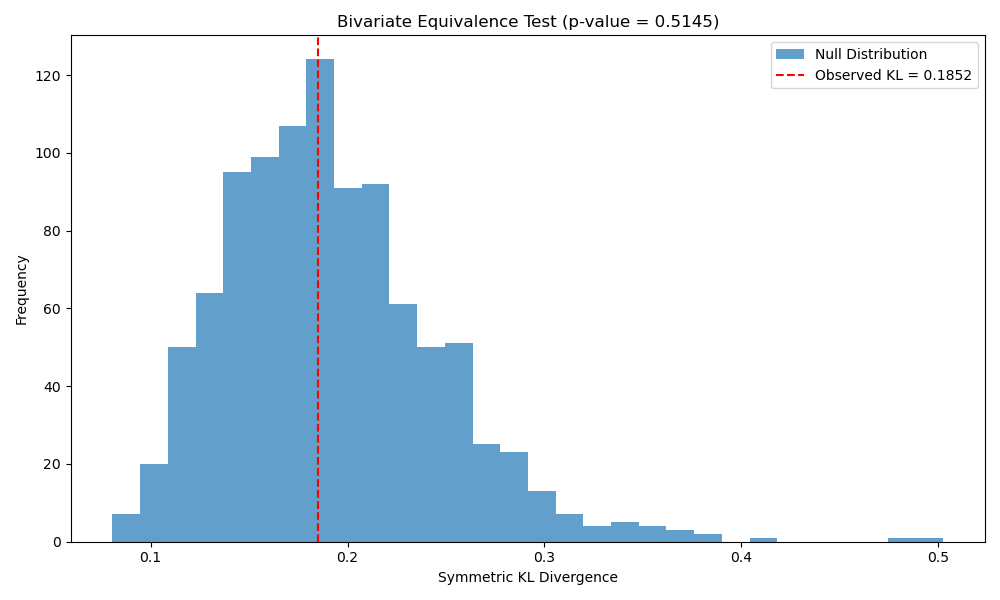 Bivariate Equivalence Test (p-value = 0.5145)
Null Distribution
Observed KL = 0.1852
Frequency
120
100
80
60
40
20
0
0.1 0.2 0.3 0.4 0.5
Symmetric KL Divergence